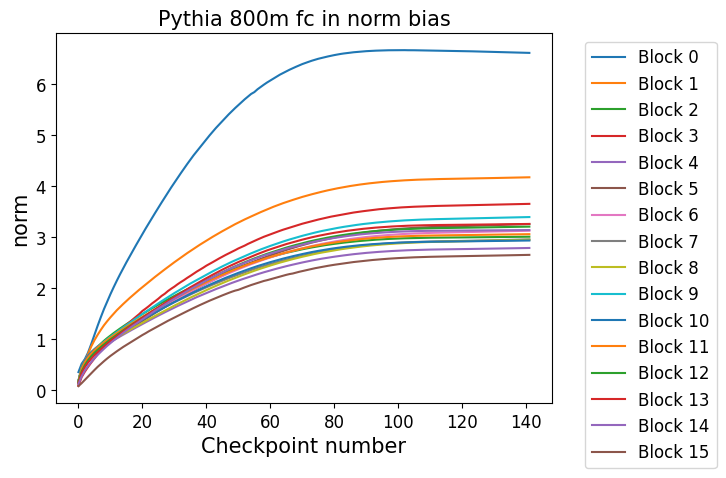 Pythia 800m fc in norm bias
norm
6
5
4
3
2
1
0
0 20 40 60 80 100 120 140
Checkpoint number
Block 0
Block 1
Block 2
Block 3
Block 4
Block 5
Block 6
Block 7
Block 8
Block 9
Block 10
Block 11
Block 12
Block 13
Block 14
Block 15